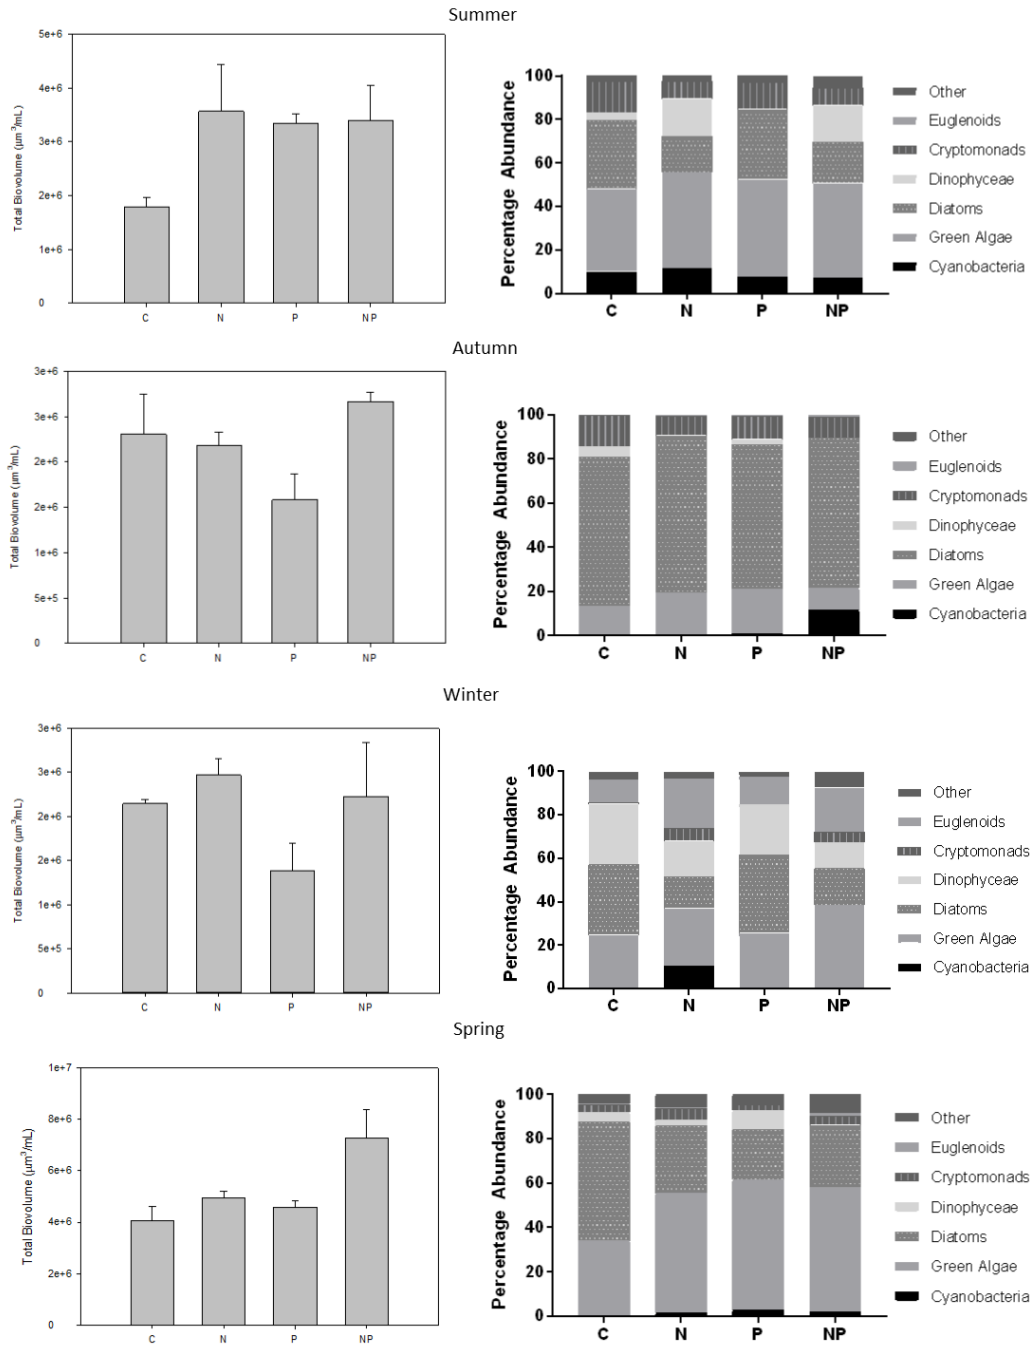 Summer
Total Biovolume (µm³/mL)
5e+6
4e+6
3e+6
2e+6
1e+6
0
C N P NP
Percentage Abundance
100
80
60
40
20
0
C N P NP
Other
Euglenoids
Cryptomonads
Dinophyceae
Diatoms
Green Algae
Cyanobacteria
Autumn
Total Biovolume (µm³/mL)
3e+6
3e+6
2e+6
2e+6
1e+6
5e+5
0
C N P NP
Percentage Abundance
100
80
60
40
20
0
C N P NP
Other
Euglenoids
Cryptomonads
Dinophyceae
Diatoms
Green Algae
Cyanobacteria
Winter
Total Biovolume (µm³/mL)
3e+6
3e+6
2e+6
2e+6
1e+6
5e+5
0
C N P NP
Percentage Abundance
100
80
60
40
20
0
C N P NP
Other
Euglenoids
Cryptomonads
Dinophyceae
Diatoms
Green Algae
Cyanobacteria
Spring
Total Biovolume (µm³/mL)
1e+7
8e+6
6e+6
4e+6
2e+6
0
C N P NP
Percentage Abundance
100
80
60
40
20
0
C N P NP
Other
Euglenoids
Cryptomonads
Dinophyceae
Diatoms
Green Algae
Cyanobacteria